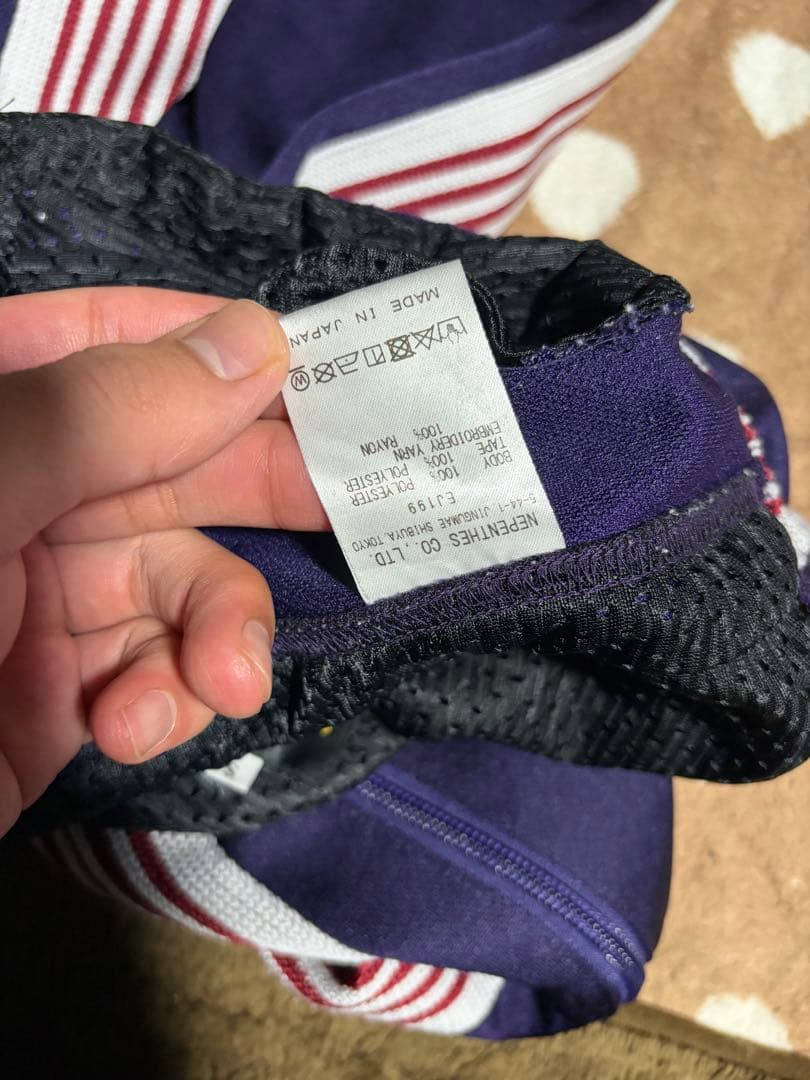 NEPENTHES CO., LTD.
5-44-1 JINGUMAE SHIBUYA, TOKYO
EJ199
BODY 100% POLYESTER
TAPE 100% POLYESTER
EMBROIDERY YARN
100% RAYON
W
MADE IN JAPAN